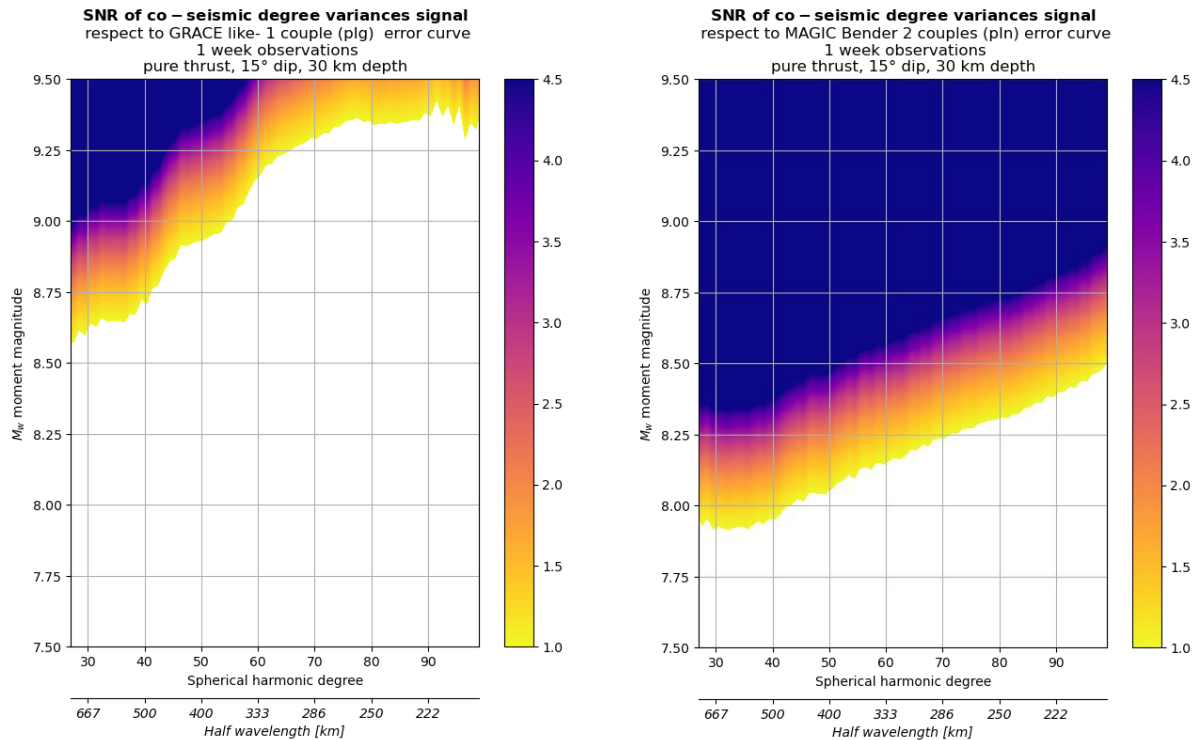 SNR of co − seismic degree variances signal
respect to GRACE like- 1 couple (plg)  error curve
1 week observations
pure thrust, 15° dip, 30 km depth
9.50
9.25
9.00
8.75
8.50
8.25
8.00
7.75
7.50
Mw moment magnitude
30 40 50 60 70 80 90
Spherical harmonic degree
667 500 400 333 286 250 222
Half wavelength [km]
4.5
4.0
3.5
3.0
2.5
2.0
1.5
1.0
SNR of co − seismic degree variances signal
respect to MAGIC Bender 2 couples (pln) error curve
1 week observations
pure thrust, 15° dip, 30 km depth
9.50
9.25
9.00
8.75
8.50
8.25
8.00
7.75
7.50
Mw moment magnitude
30 40 50 60 70 80 90
Spherical harmonic degree
667 500 400 333 286 250 222
Half wavelength [km]
4.5
4.0
3.5
3.0
2.5
2.0
1.5
1.0